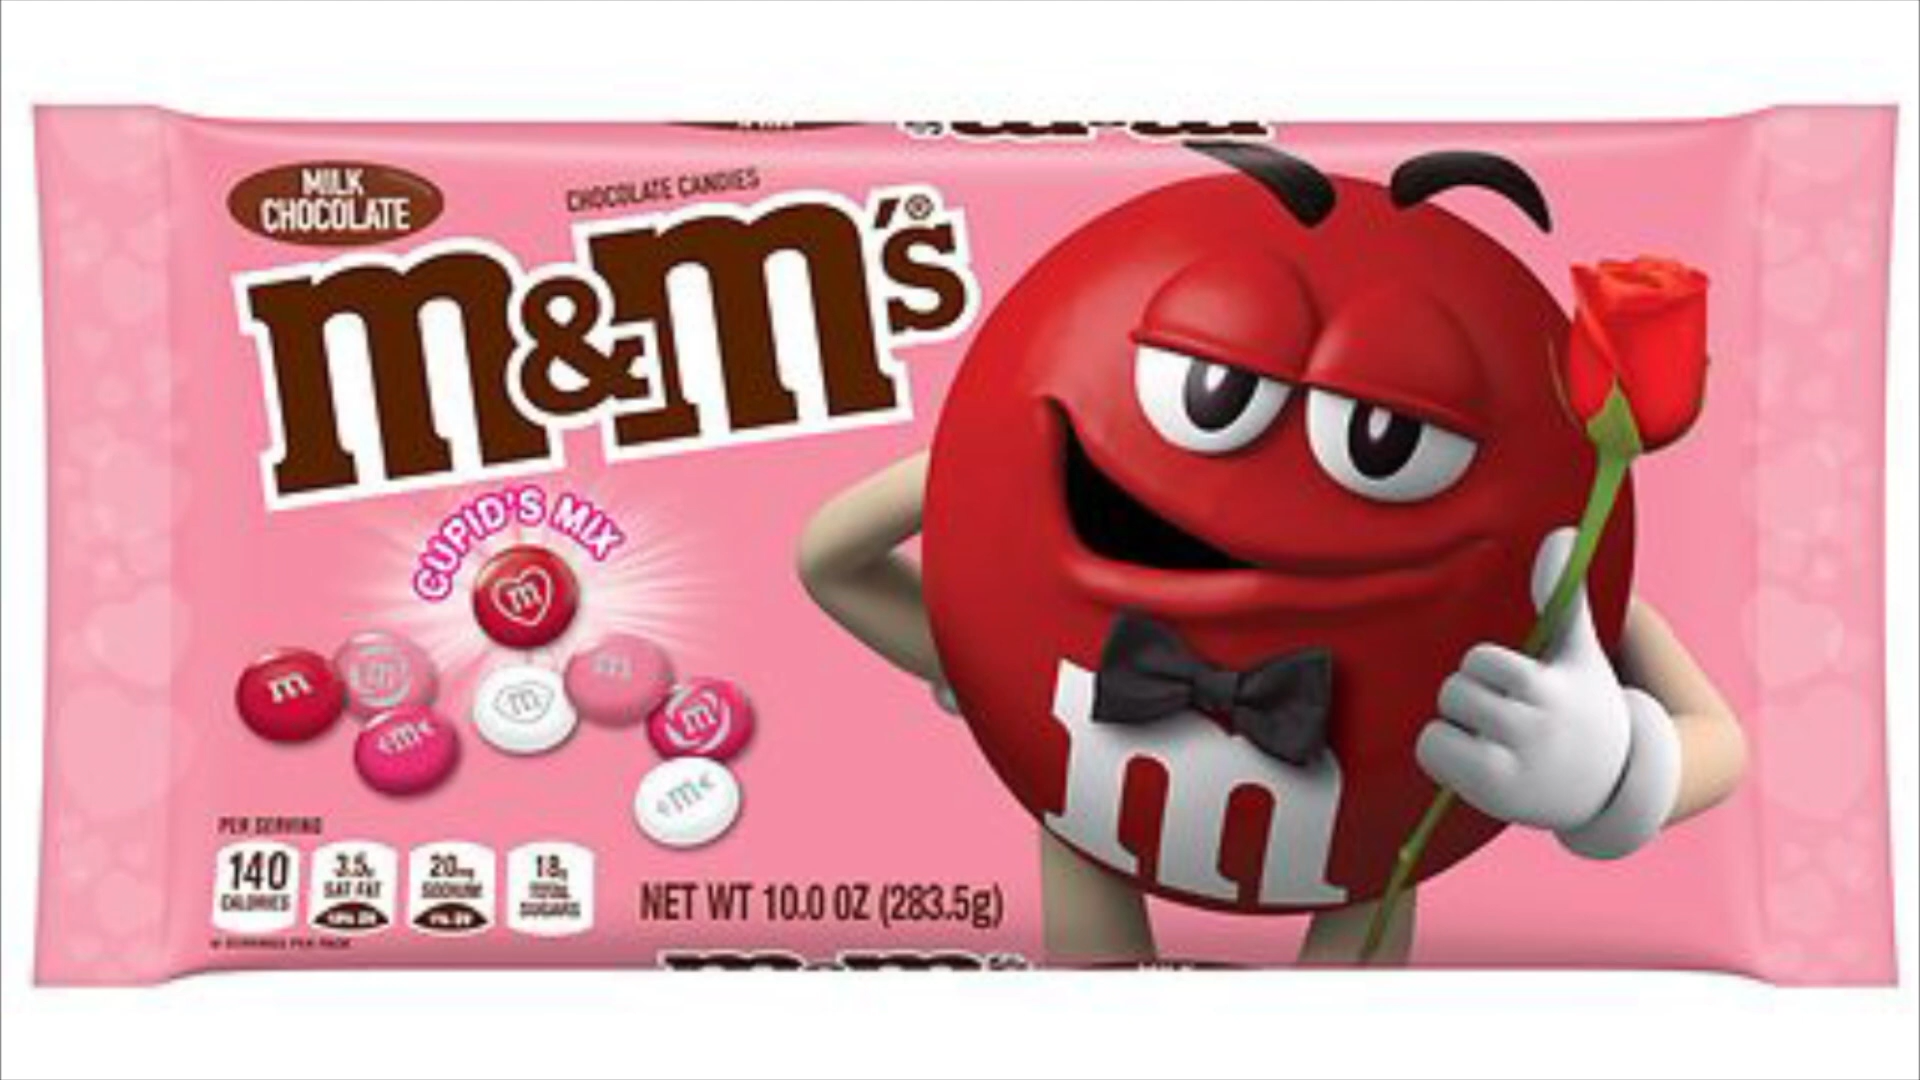 MILK
CHOCOLATE
CHOCOLATE CANDIES
m&m's®
CUPID'S MIX
m
m
m
m
m
m
m
m
PER SERVING
140
CALORIES
3.5g
SAT FAT
20mg
SODIUM
18g
TOTAL
SUGARS
NET WT 10.0 OZ (283.5g)
m